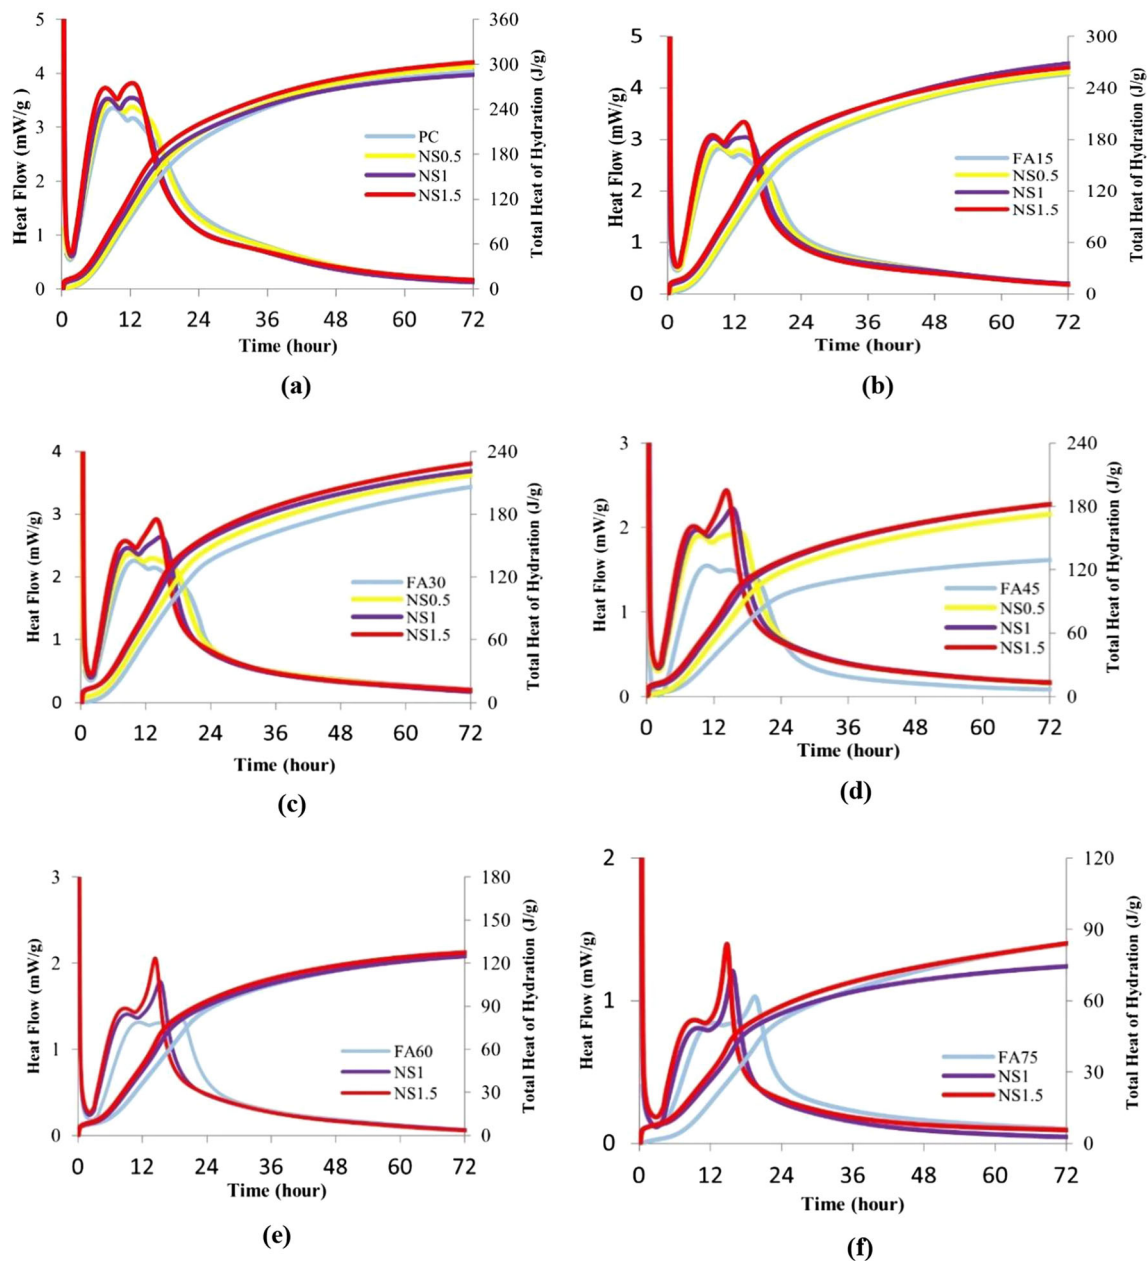 5
4
3
2
1
0
Heat Flow (mW/g )
360
300
240
180
120
60
0
Total Heat of Hydration (J/g)
PC
NS0.5
NS1
NS1.5
0 12 24 36 48 60 72
Time (hour)
(a)
5
4
3
2
1
0
Heat Flow (mW/g)
300
240
180
120
60
0
Total Heat of Hydration (J/g)
FA15
NS0.5
NS1
NS1.5
0 12 24 36 48 60 72
Time (hour)
(b)
4
3
2
1
0
Heat Flow (mW/g)
240
180
120
60
0
Total Heat of Hydration (J/g)
FA30
NS0.5
NS1
NS1.5
0 12 24 36 48 60 72
Time (hour)
(c)
3
2
1
0
Heat Flow (mW/g)
240
180
120
60
0
Total Heat of Hydration (J/g)
FA45
NS0.5
NS1
NS1.5
0 12 24 36 48 60 72
Time (hour)
(d)
3
2
1
0
Heat Flow (mW/g)
180
150
120
90
60
30
0
Total Heat of Hydration (J/g)
FA60
NS1
NS1.5
0 12 24 36 48 60 72
Time (hour)
(e)
2
1
0
Heat Flow (mW/g)
120
90
60
30
0
Total Heat of Hydration (J/g)
FA75
NS1
NS1.5
0 12 24 36 48 60 72
Time (hour)
(f)